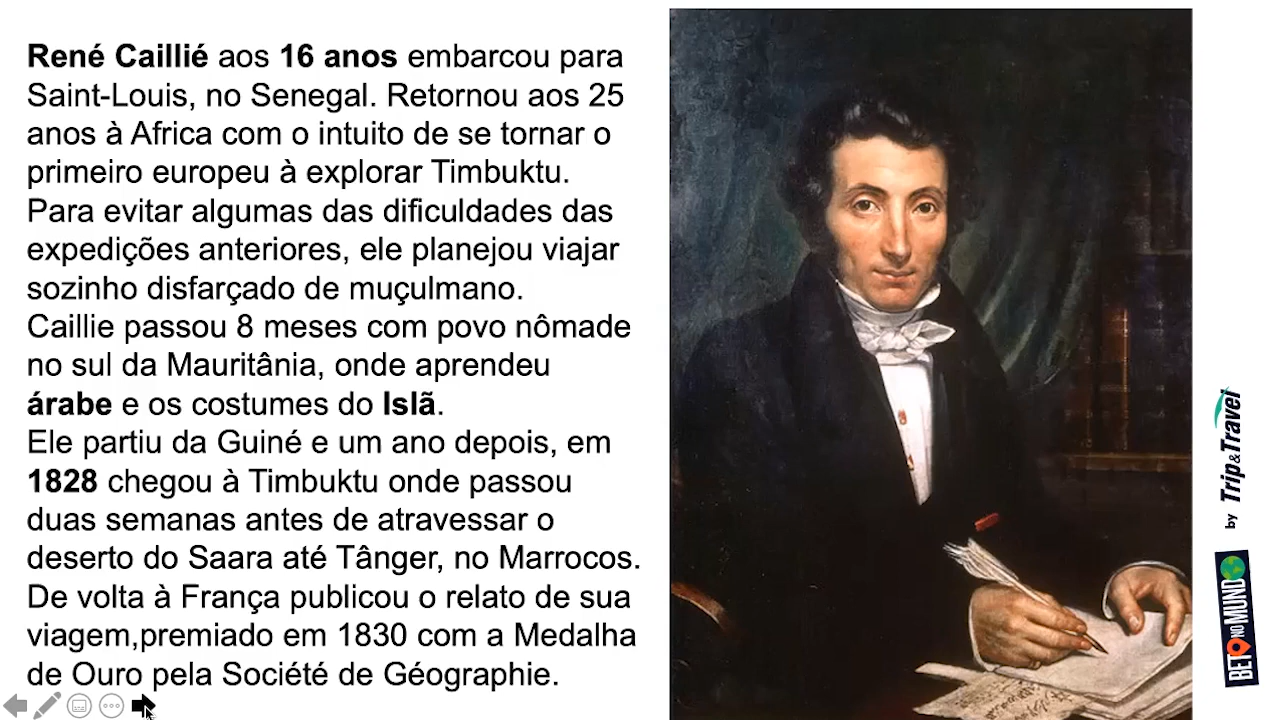 René Caillié aos 16 anos embarcou para
Saint-Louis, no Senegal. Retornou aos 25
anos à Africa com o intuito de se tornar o
primeiro europeu à explorar Timbuktu.
Para evitar algumas das dificuldades das
expedições anteriores, ele planejou viajar
sozinho disfarçado de muçulmano.
Caillie passou 8 meses com povo nômade
no sul da Mauritânia, onde aprendeu
árabe e os costumes do Islã.
Ele partiu da Guiné e um ano depois, em
1828 chegou à Timbuktu onde passou
duas semanas antes de atravessar o
deserto do Saara até Tânger, no Marrocos.
De volta à França publicou o relato de sua
viagem,premiado em 1830 com a Medalha
de Ouro pela Société de Géographie.
BETO NO MUNDO
by Trip&Travel